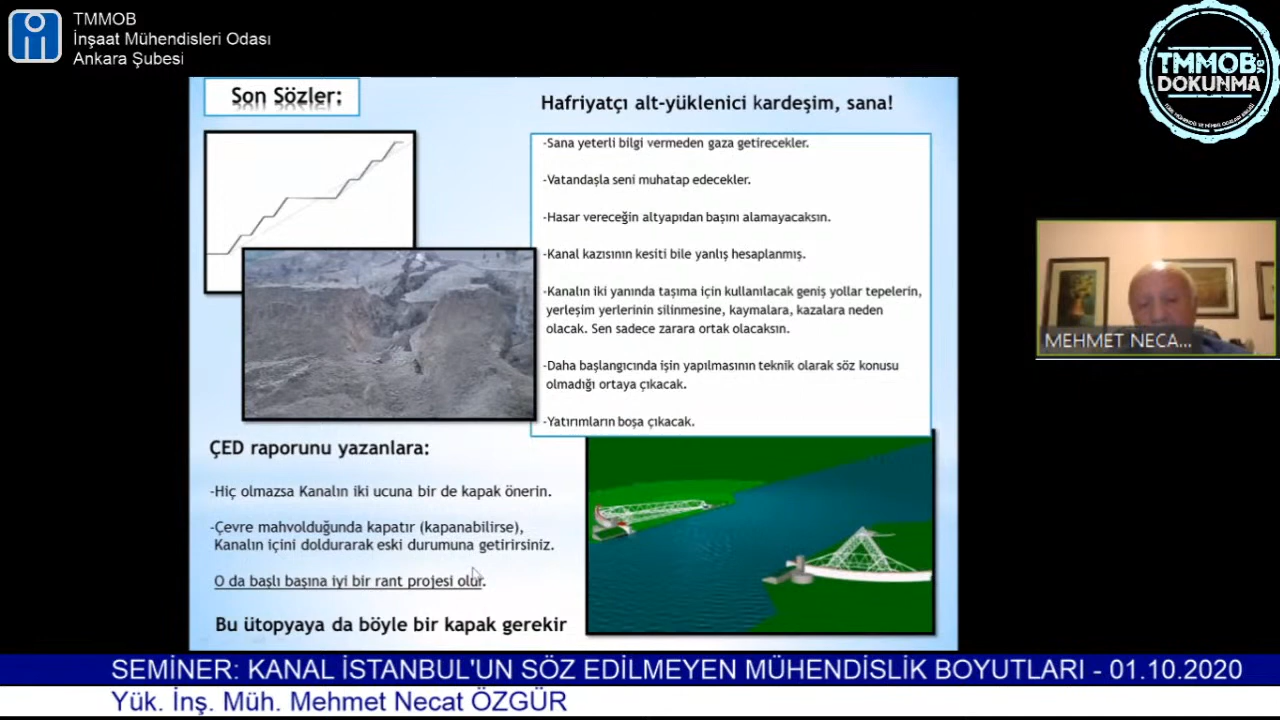 TMMOB
İnşaat Mühendisleri Odası
Ankara Şubesi
TMMOB'ye
DOKUNMA
Son Sözler:
Hafriyatçı alt-yüklenici kardeşim, sana!
-Sana yeterli bilgi vermeden gaza getirecekler.
-Vatandaşla seni muhatap edecekler.
-Hasar vereceğin altyapıdan başını alamayacaksın.
-Kanal kazısının kesiti bile yanlış hesaplanmış.
-Kanalın iki yanında taşıma için kullanılacak geniş yollar tepelerin,
yerleşim yerlerinin silinmesine, kaymalara, kazalara neden
olacak. Sen sadece zarara ortak olacaksın.
-Daha başlangıcında işin yapılmasının teknik olarak söz konusu
olmadığı ortaya çıkacak.
-Yatırımların boşa çıkacak.
ÇED raporunu yazanlara:
-Hiç olmazsa Kanalın iki ucuna bir de kapak önerin.
-Çevre mahvolduğunda kapatır (kapanabilirse),
Kanalın içini doldurarak eski durumuna getirirsiniz.
O da başlı başına iyi bir rant projesi olur.
Bu ütopyaya da böyle bir kapak gerekir
MEHMET NECA...
SEMİNER: KANAL İSTANBUL'UN SÖZ EDİLMEYEN MÜHENDİSLİK BOYUTLARI - 01.10.2020
Yük. İnş. Müh. Mehmet Necat ÖZGÜR